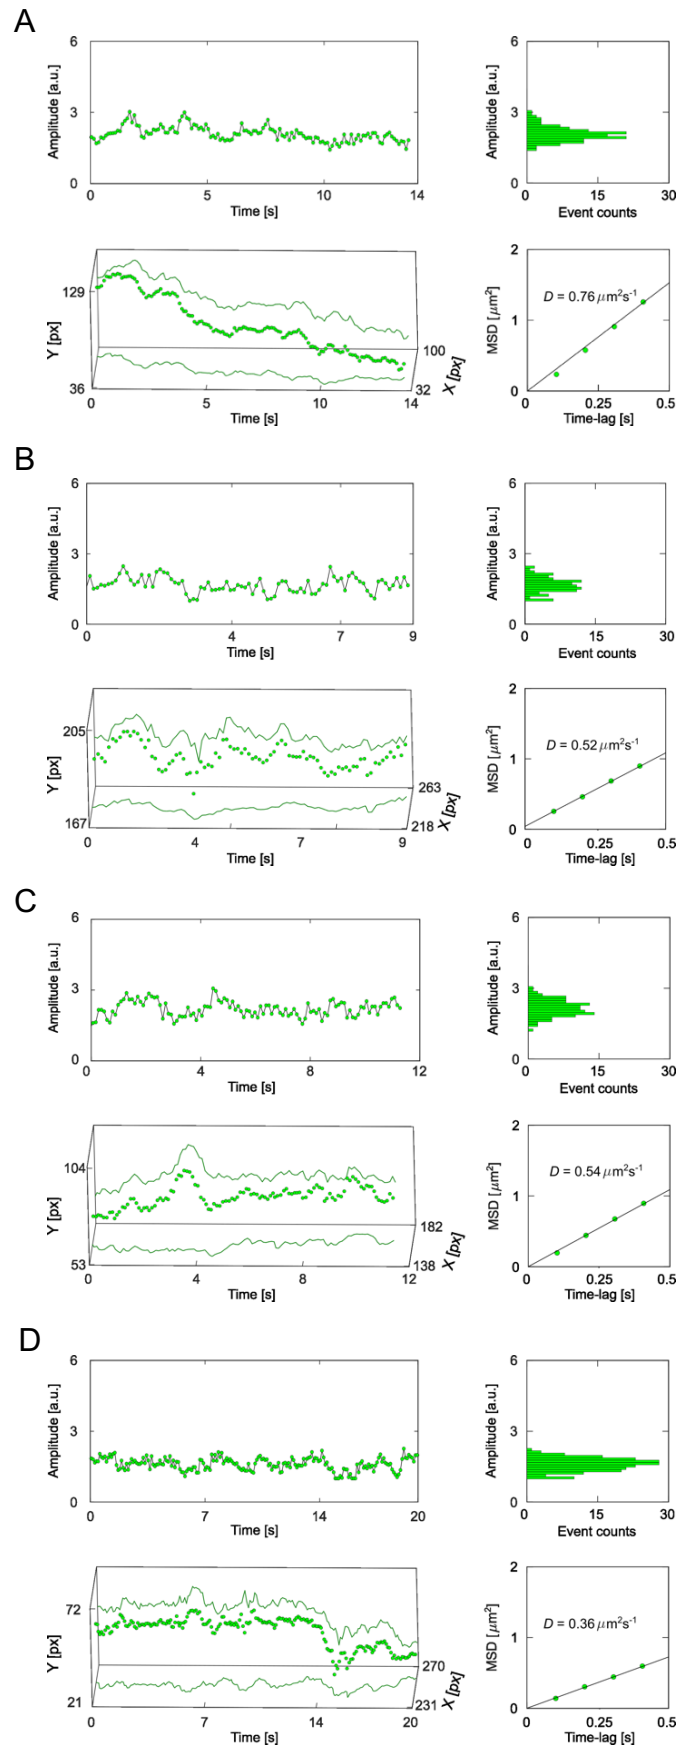 A
6
3
0
Amplitude [a.u.]
0 5 10 14
Time [s]
6
3
0
Amplitude [a.u.]
0 15 30
Event counts
129
36
Y [px]
0 5 10 14
Time [s]
100
32
X [px]
2
1
0
MSD [μm²]
D = 0.76 μm²s⁻¹
0 0.25 0.5
Time-lag [s]
B
6
3
0
Amplitude [a.u.]
0 4 7 9
Time [s]
6
3
0
Amplitude [a.u.]
0 15 30
Event counts
205
167
Y [px]
0 4 7 9
Time [s]
263
218
X [px]
2
1
0
MSD [μm²]
D = 0.52 μm²s⁻¹
0 0.25 0.5
Time-lag [s]
C
6
3
0
Amplitude [a.u.]
0 4 8 12
Time [s]
6
3
0
Amplitude [a.u.]
0 15 30
Event counts
104
53
Y [px]
0 4 8 12
Time [s]
182
138
X [px]
2
1
0
MSD [μm²]
D = 0.54 μm²s⁻¹
0 0.25 0.5
Time-lag [s]
D
6
3
0
Amplitude [a.u.]
0 7 14 20
Time [s]
6
3
0
Amplitude [a.u.]
0 15 30
Event counts
72
21
Y [px]
0 7 14 20
Time [s]
270
231
X [px]
2
1
0
MSD [μm²]
D = 0.36 μm²s⁻¹
0 0.25 0.5
Time-lag [s]